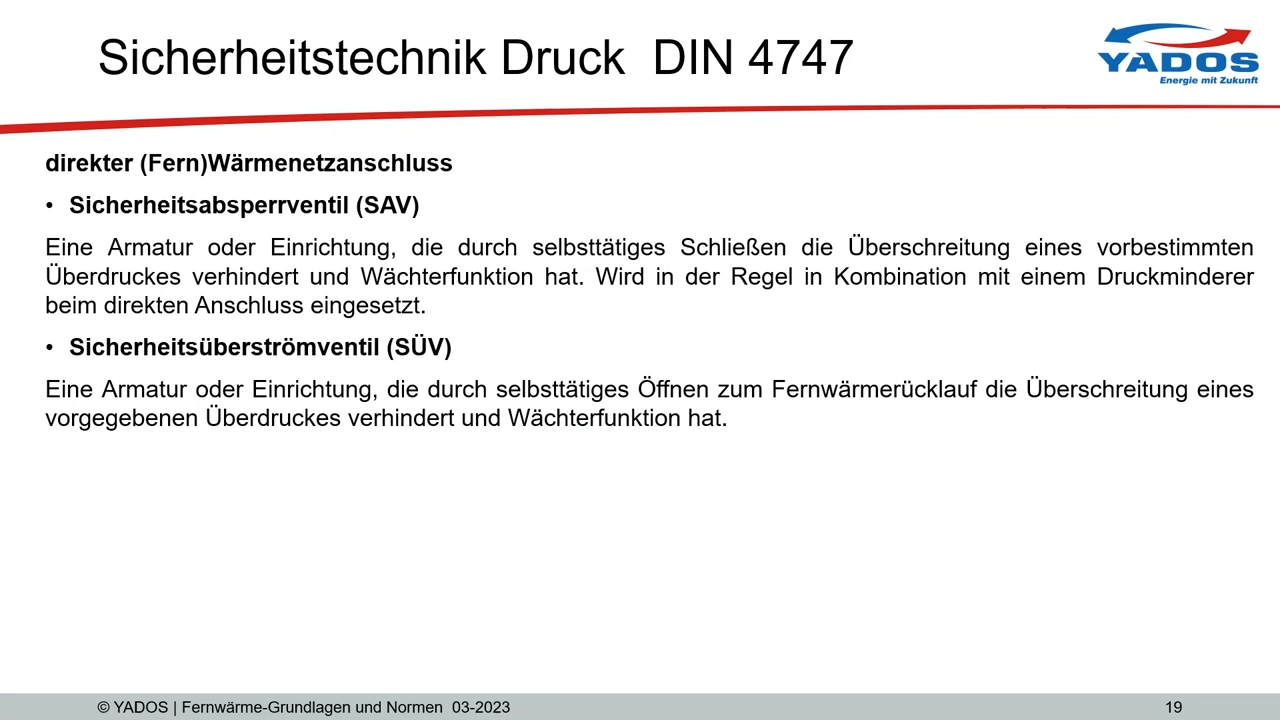 Sicherheitstechnik Druck  DIN 4747
YADOS
Energie mit Zukunft
direkter (Fern)Wärmenetzanschluss
• Sicherheitsabsperrventil (SAV)
Eine Armatur oder Einrichtung, die durch selbsttätiges Schließen die Überschreitung eines vorbestimmten
Überdruckes verhindert und Wächterfunktion hat. Wird in der Regel in Kombination mit einem Druckminderer
beim direkten Anschluss eingesetzt.
• Sicherheitsüberströmventil (SÜV)
Eine Armatur oder Einrichtung, die durch selbsttätiges Öffnen zum Fernwärmerücklauf die Überschreitung eines
vorgegebenen Überdruckes verhindert und Wächterfunktion hat.
© YADOS | Fernwärme-Grundlagen und Normen  03-2023
19